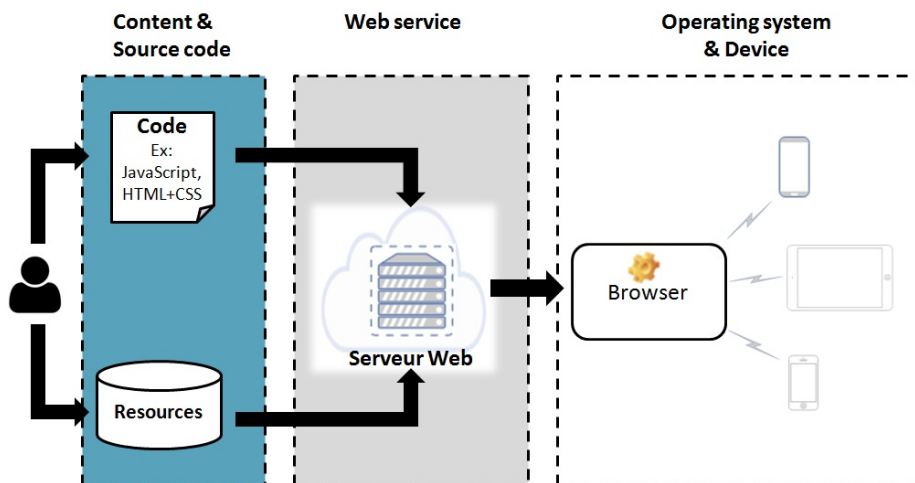 Content &
Source code
Web service
Operating system
& Device
Code
Ex:
JavaScript,
HTML+CSS
Browser
Serveur Web
Resources